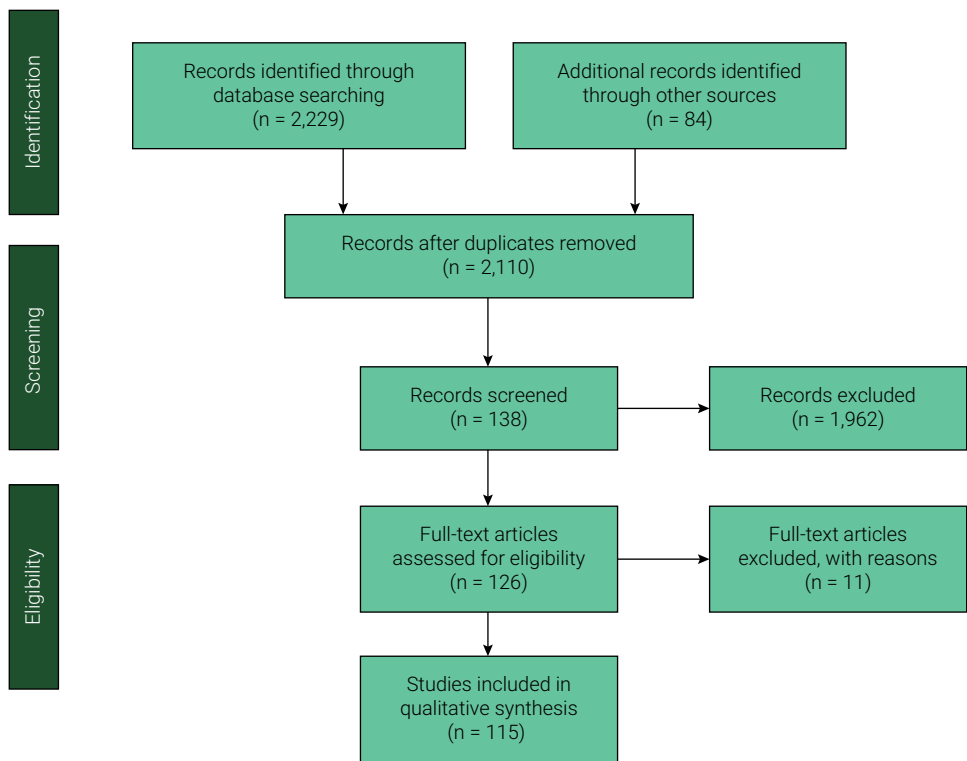 Identification
Records identified through
database searching
(n = 2,229)
Additional records identified
through other sources
(n = 84)
Records after duplicates removed
(n = 2,110)
Screening
Records screened
(n = 138)
Records excluded
(n = 1,962)
Eligibility
Full-text articles
assessed for eligibility
(n = 126)
Full-text articles
excluded, with reasons
(n = 11)
Studies included in
qualitative synthesis
(n = 115)